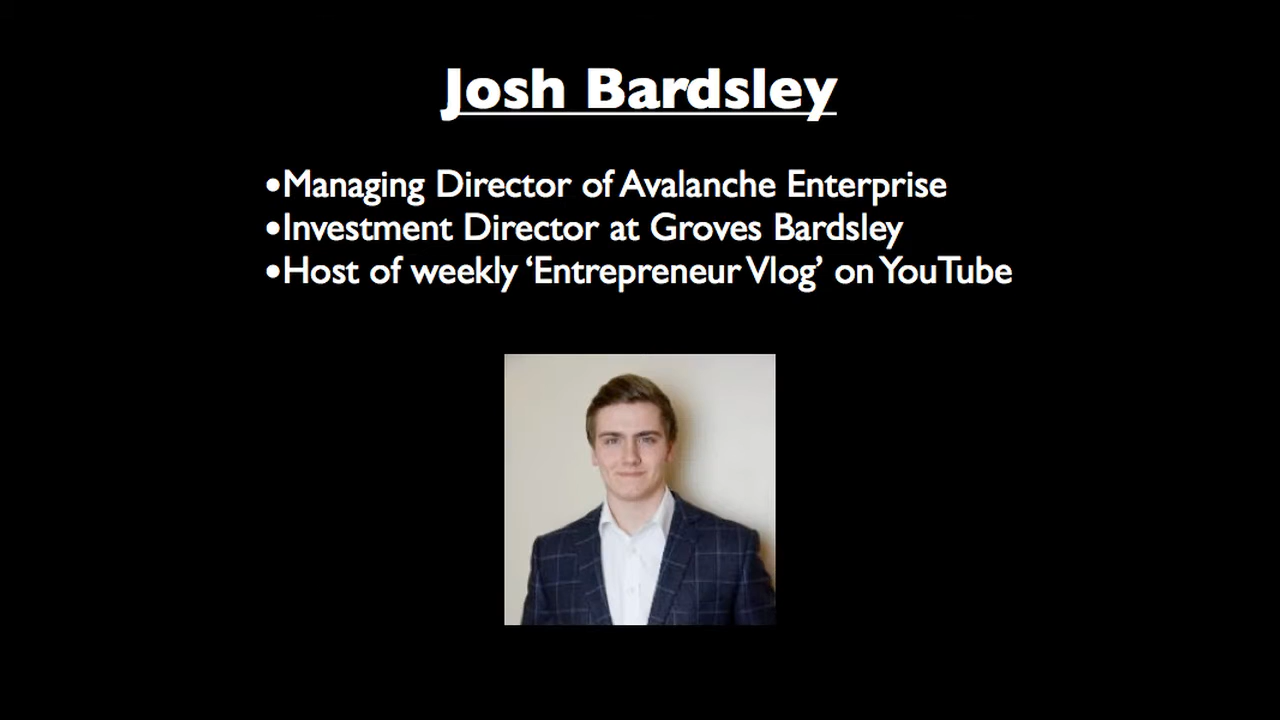 Josh Bardsley
•Managing Director of Avalanche Enterprise
•Investment Director at Groves Bardsley
•Host of weekly ‘Entrepreneur Vlog’ on YouTube